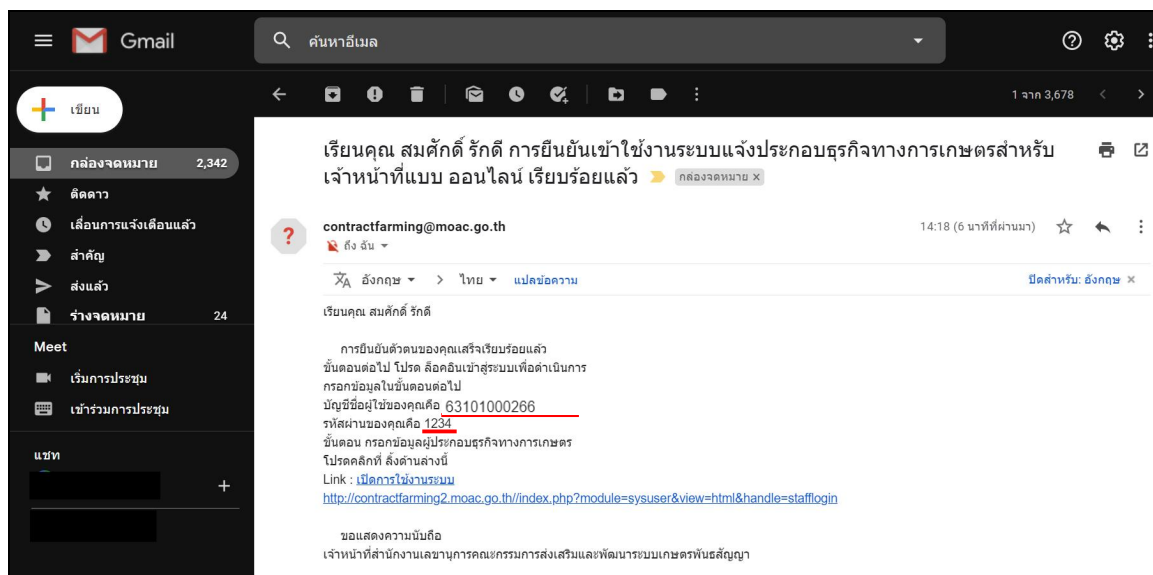 Gmail
ค้นหาอีเมล
เขียน
1 จาก 3,678
กล่องจดหมาย 2,342
ติดดาว
เลื่อนการแจ้งเตือนแล้ว
สำคัญ
ส่งแล้ว
ร่างจดหมาย 24
Meet
เริ่มการประชุม
เข้าร่วมการประชุม
แชท
เรียนคุณ สมศักดิ์ รักดี การยืนยันเข้าใช้งานระบบแจ้งประกอบธุรกิจทางการเกษตรสำหรับ
เจ้าหน้าที่แบบ ออนไลน์ เรียบร้อยแล้ว กล่องจดหมาย x
contractfarming@moac.go.th 14:18 (6 นาทีที่ผ่านมา)
ถึง ฉัน
อังกฤษ > ไทย แปลข้อความ ปิดสำหรับ: อังกฤษ x
เรียนคุณ สมศักดิ์ รักดี
การยืนยันตัวตนของคุณเสร็จเรียบร้อยแล้ว
ขั้นตอนต่อไป โปรด ล็อคอินเข้าสู่ระบบเพื่อดำเนินการ
กรอกข้อมูลในขั้นตอนต่อไป
บัญชีชื่อผู้ใช้ของคุณคือ 63101000266
รหัสผ่านของคุณคือ 1234
ขั้นตอน กรอกข้อมูลผู้ประกอบธุรกิจทางการเกษตร
โปรดคลิกที่ ลิ้งด้านล่างนี้
Link : เปิดการใช้งานระบบ
http://contractfarming2.moac.go.th//index.php?module=sysuser&view=html&handle=stafflogin
ขอแสดงความนับถือ
เจ้าหน้าที่สำนักงานเลขานุการคณะกรรมการส่งเสริมและพัฒนาระบบเกษตรพันธสัญญา